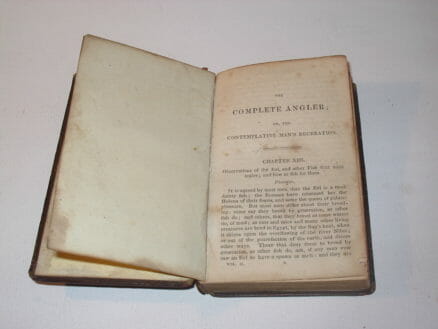 THE
COMPLETE ANGLER;
OR, THE
CONTEMPLATIVE MAN'S RECREATION.
CHAPTER XIII.
Observations of the Eel, and other Fish that want
scales; and how to fish for them.
Piscator.
It is agreed by most men, that the Eel is a most
dainty fish; the Romans have esteemed her the
Helena of their feasts, and some the queen of palate-
pleasure. But most men differ about their breed-
ing: some say they breed by generation, as other
fish do; and others, that they breed as some worms
do, of mud; as rats and mice and many other living
creatures are bred in Egypt, by the Sun's heat, when
it shines upon the overflowing of the river Nilus;
or out of the putrefaction of the earth, and divers
other ways. Those that deny them to breed by
generation, as other fish do, ask, if any man ever
saw an Eel to have a spawn or melt? and they are
VOL. II.